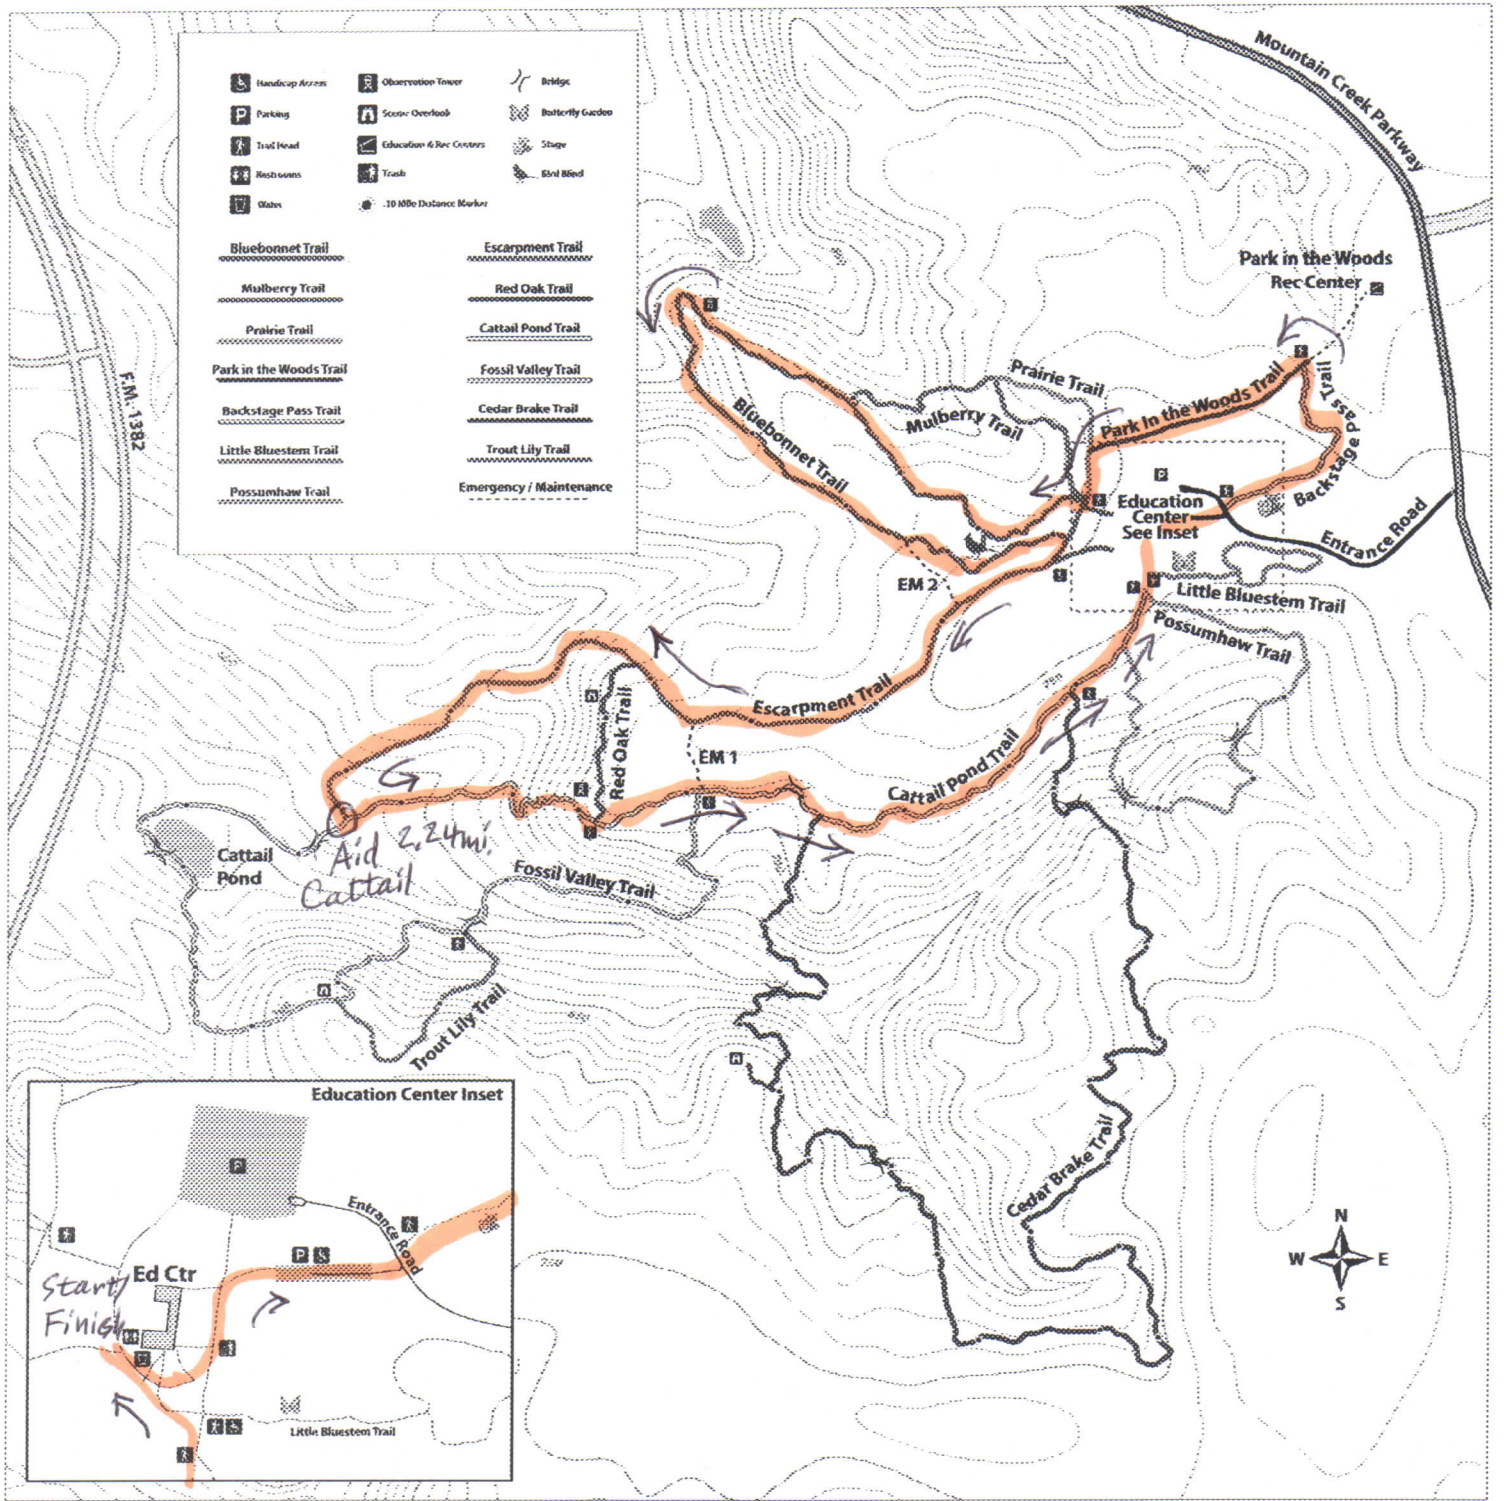 Handicap Access
Parking
Trail Head
Restrooms
Water
Observation Tower
Scenic Overlook
Education & Rec Centers
Trash
.10 Mile Distance Marker
Bridge
Butterfly Garden
Stage
Bird Blind
Bluebonnet Trail
Mulberry Trail
Prairie Trail
Park in the Woods Trail
Backstage Pass Trail
Little Bluestem Trail
Possumhaw Trail
Escarpment Trail
Red Oak Trail
Cattail Pond Trail
Fossil Valley Trail
Cedar Brake Trail
Trout Lily Trail
Emergency / Maintenance
Mountain Creek Parkway
F.M. 1382
Park in the Woods
Rec Center
Prairie Trail
Mulberry Trail
Park In the Woods Trail
Backstage Pass Trail
Bluebonnet Trail
P
Education
Center
See Inset
Entrance Road
EM 2
Little Bluestem Trail
Possumhaw Trail
Escarpment Trail
Red Oak Trail
EM 1
Cattail Pond Trail
Cattail
Pond
Aid 2.24mi.
Cattail
Fossil Valley Trail
Trout Lily Trail
Cedar Brake Trail
N
W E
S
Education Center Inset
P
Entrance Road
P
Ed Ctr
Start/
Finish
Little Bluestem Trail